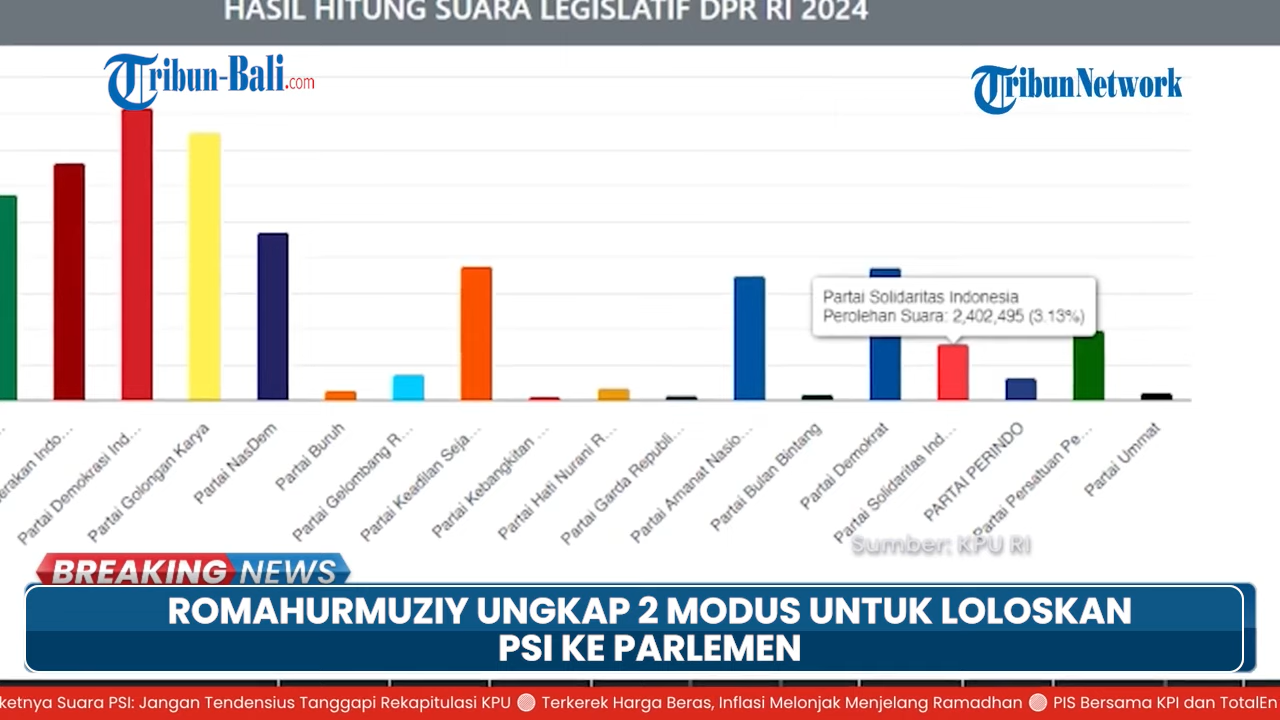 HASIL HITUNG SUARA LEGISLATIF DPR RI 2024
Tribun-Bali.com
TribunNetwork
Partai Solidaritas Indonesia
Perolehan Suara: 2,402,495 (3.13%)
erakan Indo...
Partai Demokrasi Ind...
Partai Golongan Karya
Partai NasDem
Partai Buruh
Partai Gelombang R...
Partai Keadilan Seja...
Partai Kebangkitan ...
Partai Hati Nurani R...
Partai Garda Republi...
Partai Amanat Nasio...
Partai Bulan Bintang
Partai Demokrat
Partai Solidaritas Ind...
PARTAI PERINDO
Partai Persatuan Pe...
Partai Ummat
Sumber: KPU RI
BREAKING NEWS
ROMAHURMUZIY UNGKAP 2 MODUS UNTUK LOLOSKAN
PSI KE PARLEMEN
ketnya Suara PSI: Jangan Tendensius Tanggapi Rekapitulasi KPU Terkerek Harga Beras, Inflasi Melonjak Menjelang Ramadhan PIS Bersama KPI dan TotalEn